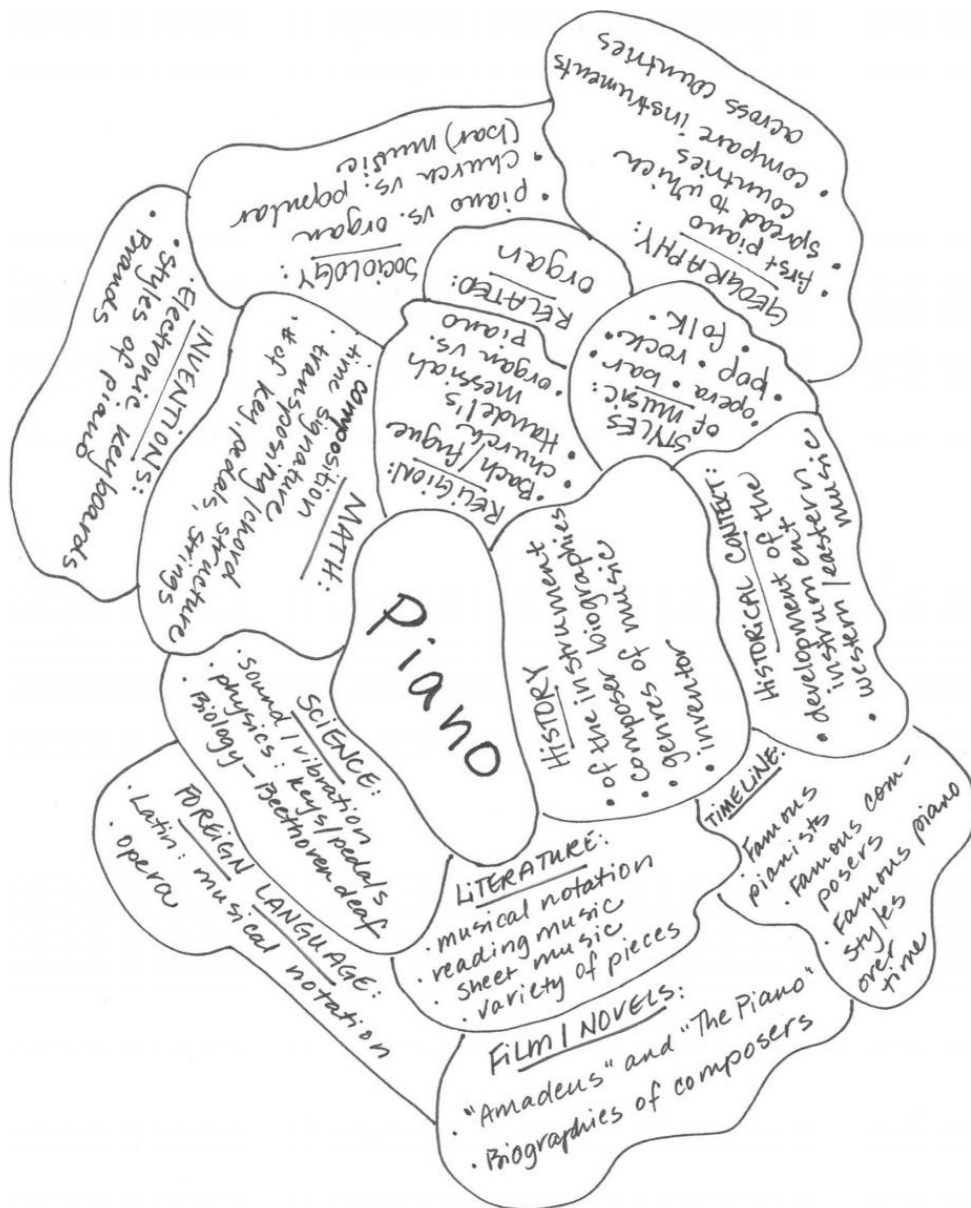 Piano
HISTORY
• of the instrument
• composer biographies
• genres of music
• inventor
RELIGION:
• Bach/fugue
• church/
Handel's
messiah
• organ vs.
piano
MATH:
• composition
• time signature
• transposing/chord
structure
• # of key, pedals, strings
SCIENCE:
• sound/vibration
• physics: keys/pedals
• Biology - Beethoven deaf
LITERATURE:
• musical notation
• reading music
• sheet music
• variety of pieces
TIMELINE:
• Famous
pianists
• Famous com-
posers
• Famous piano
styles
over
time
HISTORICAL CONTEXT:
• development of the
instrument
• western/eastern
music
STYLES
of music:
• opera • bar
• pop • rock
• folk
RELATED:
organ
GEOGRAPHY:
• first piano
spread to which
countries
• compare instruments
across countries
SOCIOLOGY:
• piano vs. organ
• church vs. popular
(bar) music
INVENTIONS:
• Electronic keyboards
• styles of piano
• Brands
FOREIGN LANGUAGE:
• Latin: musical notation
opera
FILM/NOVELS:
• "Amadeus" and "The Piano"
• Biographies of composers